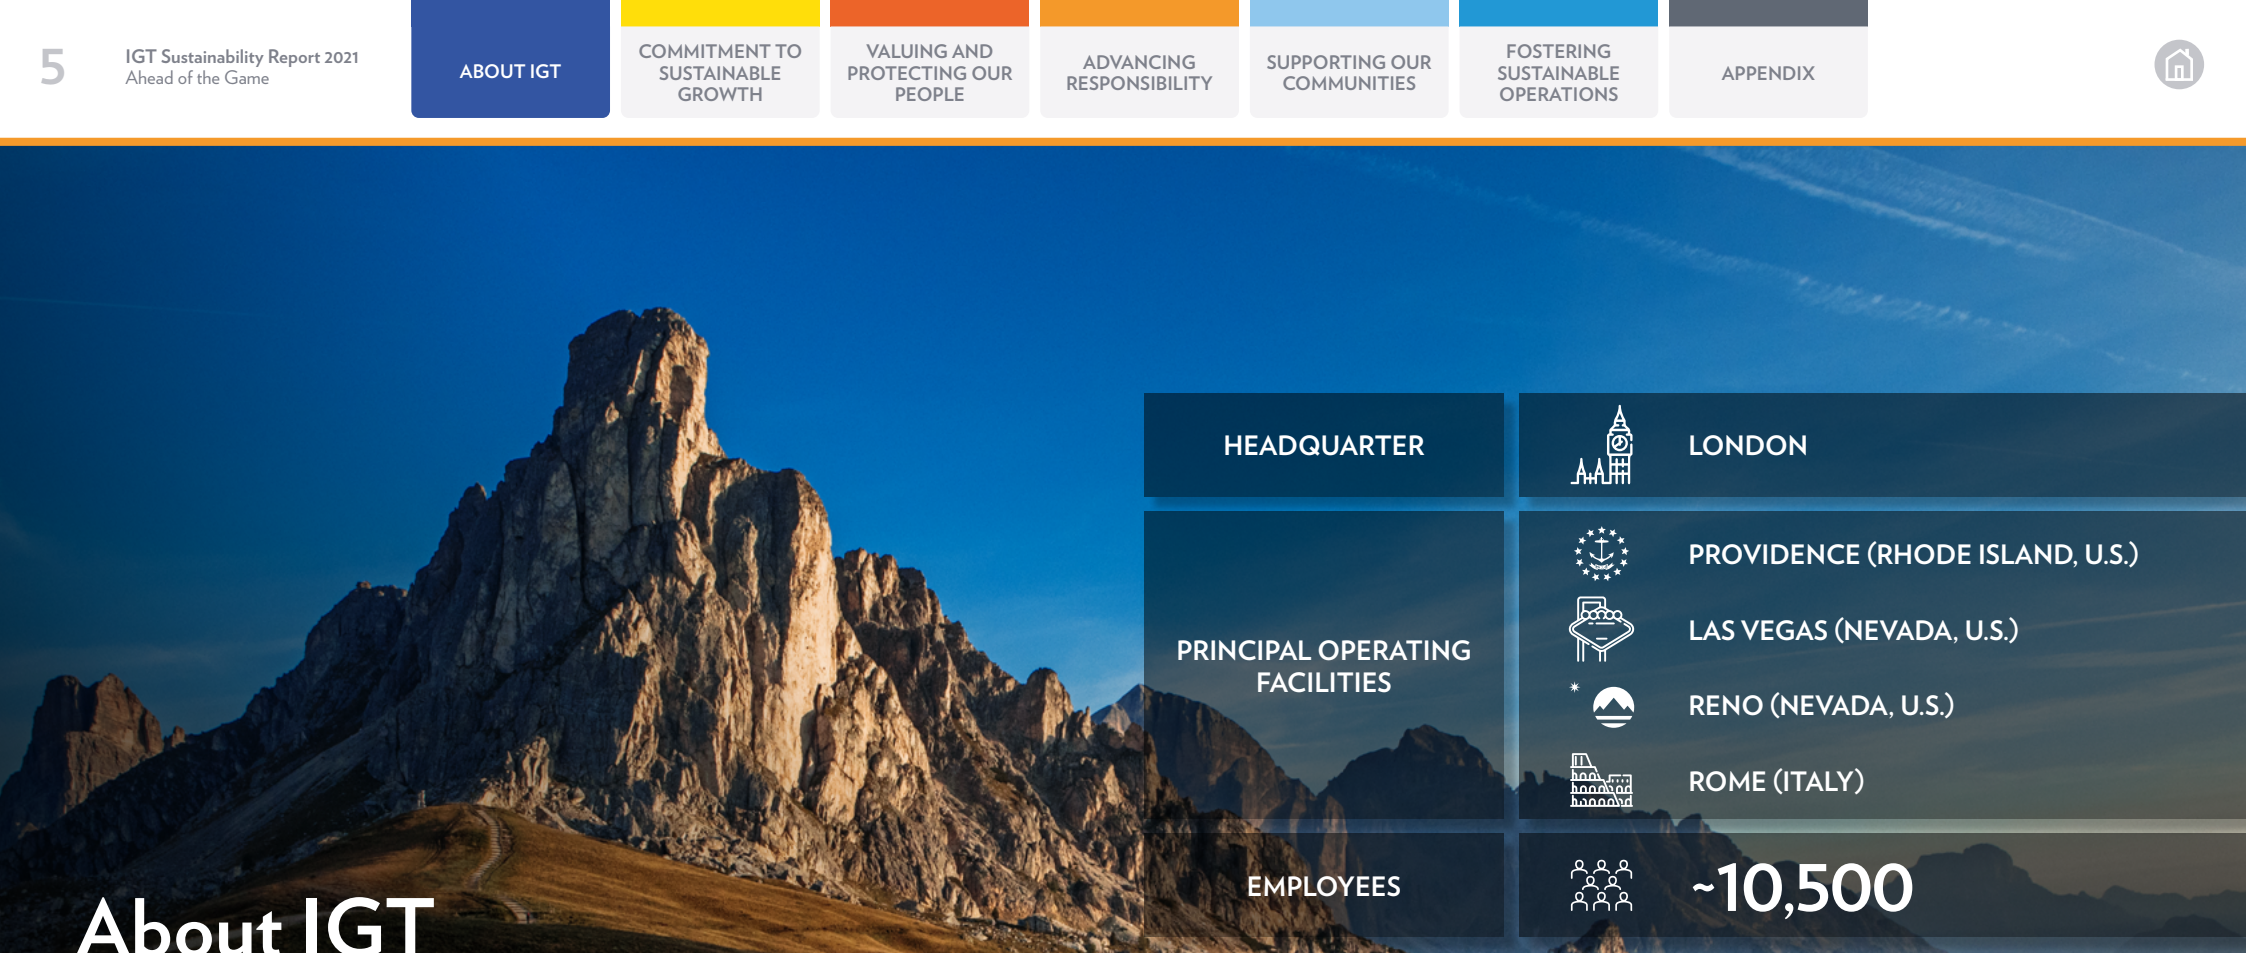 5
IGT Sustainability Report 2021
Ahead of the Game
ABOUT IGT
COMMITMENT TO
SUSTAINABLE
GROWTH
VALUING AND
PROTECTING OUR
PEOPLE
ADVANCING
RESPONSIBILITY
SUPPORTING OUR
COMMUNITIES
FOSTERING
SUSTAINABLE
OPERATIONS
APPENDIX
HEADQUARTER
LONDON
PRINCIPAL OPERATING
FACILITIES
PROVIDENCE (RHODE ISLAND, U.S.)
LAS VEGAS (NEVADA, U.S.)
RENO (NEVADA, U.S.)
ROME (ITALY)
EMPLOYEES
~10,500
About IGT